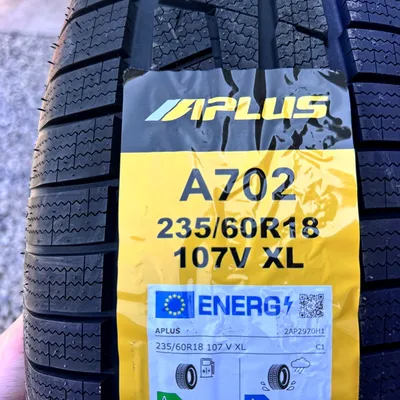 APLUS
A702
235/60R18
107V XL
ENERG
APLUS 2AP2970H1
235/60R18 107 V XL C1
A